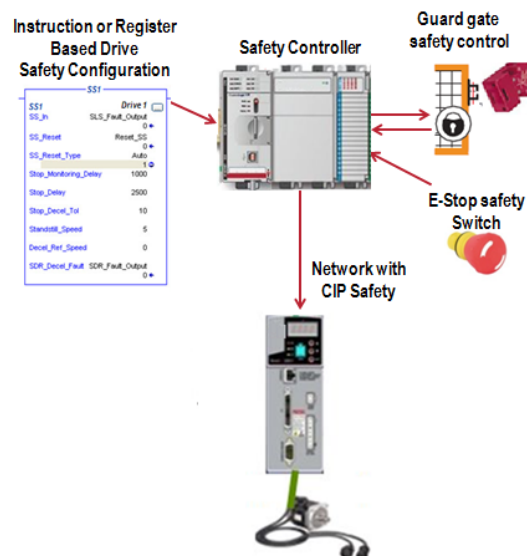 Instruction or Register
Based Drive
Safety Configuration
Safety Controller
Guard gate
safety control
SS1
SS1 Drive 1
SS_In SLS_Fault_Output
0
SS_Reset Reset_SS
0
SS_Reset_Type Auto
1
Stop_Monitoring_Delay 1000
Stop_Delay 2500
Stop_Decel_Tol 10
Standstill_Speed 5
Decel_Ref_Speed 0
SDR_Decel_Fault SDR_Fault_Output
0
E-Stop safety
Switch
Network with
CIP Safety